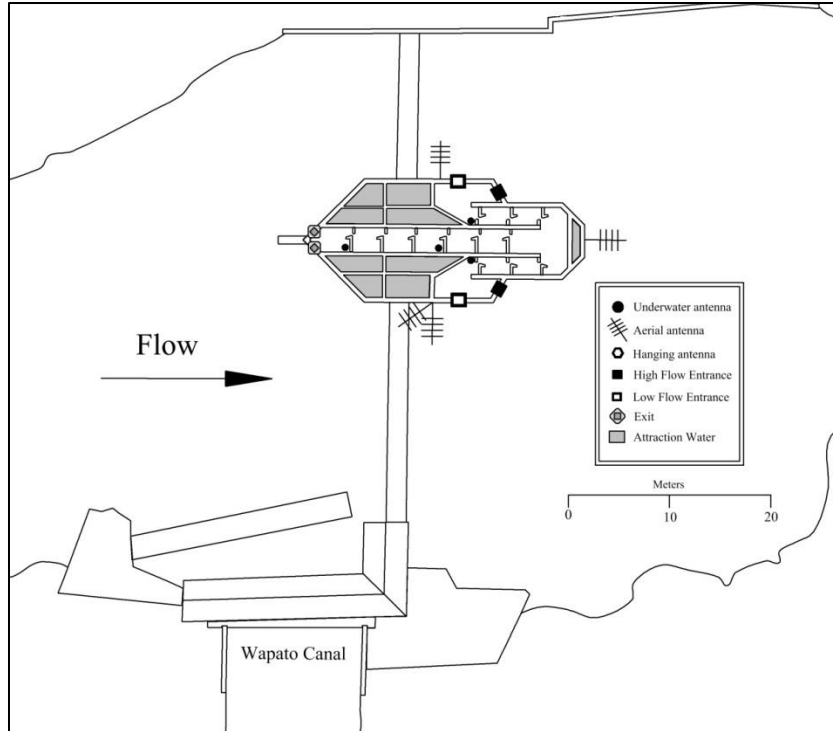 Flow
Underwater antenna
Aerial antenna
Hanging antenna
High Flow Entrance
Low Flow Entrance
Exit
Attraction Water
Meters
0 10 20
Wapato Canal